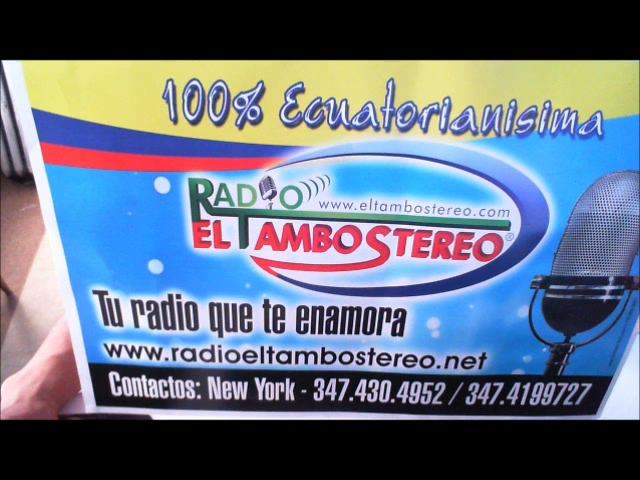 100% Ecuatorianisima
RADIO
www.eltambostereo.com
EL TAMBO STEREO®
Tu radio que te enamora
www.radioeltambostereo.net
Contactos: New York - 347.430.4952 / 347.4199727